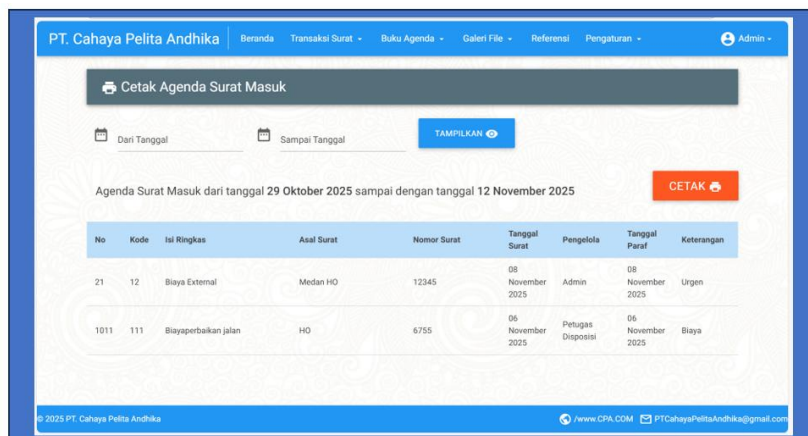 PT. Cahaya Pelita Andhika Beranda Transaksi Surat Buku Agenda Galeri File Referensi Pengaturan Admin
Cetak Agenda Surat Masuk
Dari Tanggal Sampai Tanggal TAMPILKAN
Agenda Surat Masuk dari tanggal 29 Oktober 2025 sampai dengan tanggal 12 November 2025 CETAK
No Kode Isi Ringkas Asal Surat Nomor Surat Tanggal Surat Pengelola Tanggal Paraf Keterangan
21 12 Biaya External Medan HO 12345 08 November 2025 Admin 08 November 2025 Urgen
1011 111 Biayaperbaikan jalan HO 6755 06 November 2025 Petugas Disposisi 06 November 2025 Biaya
© 2025 PT. Cahaya Pelita Andhika /www.CPA.COM PTCahayaPelitaAndhika@gmail.com